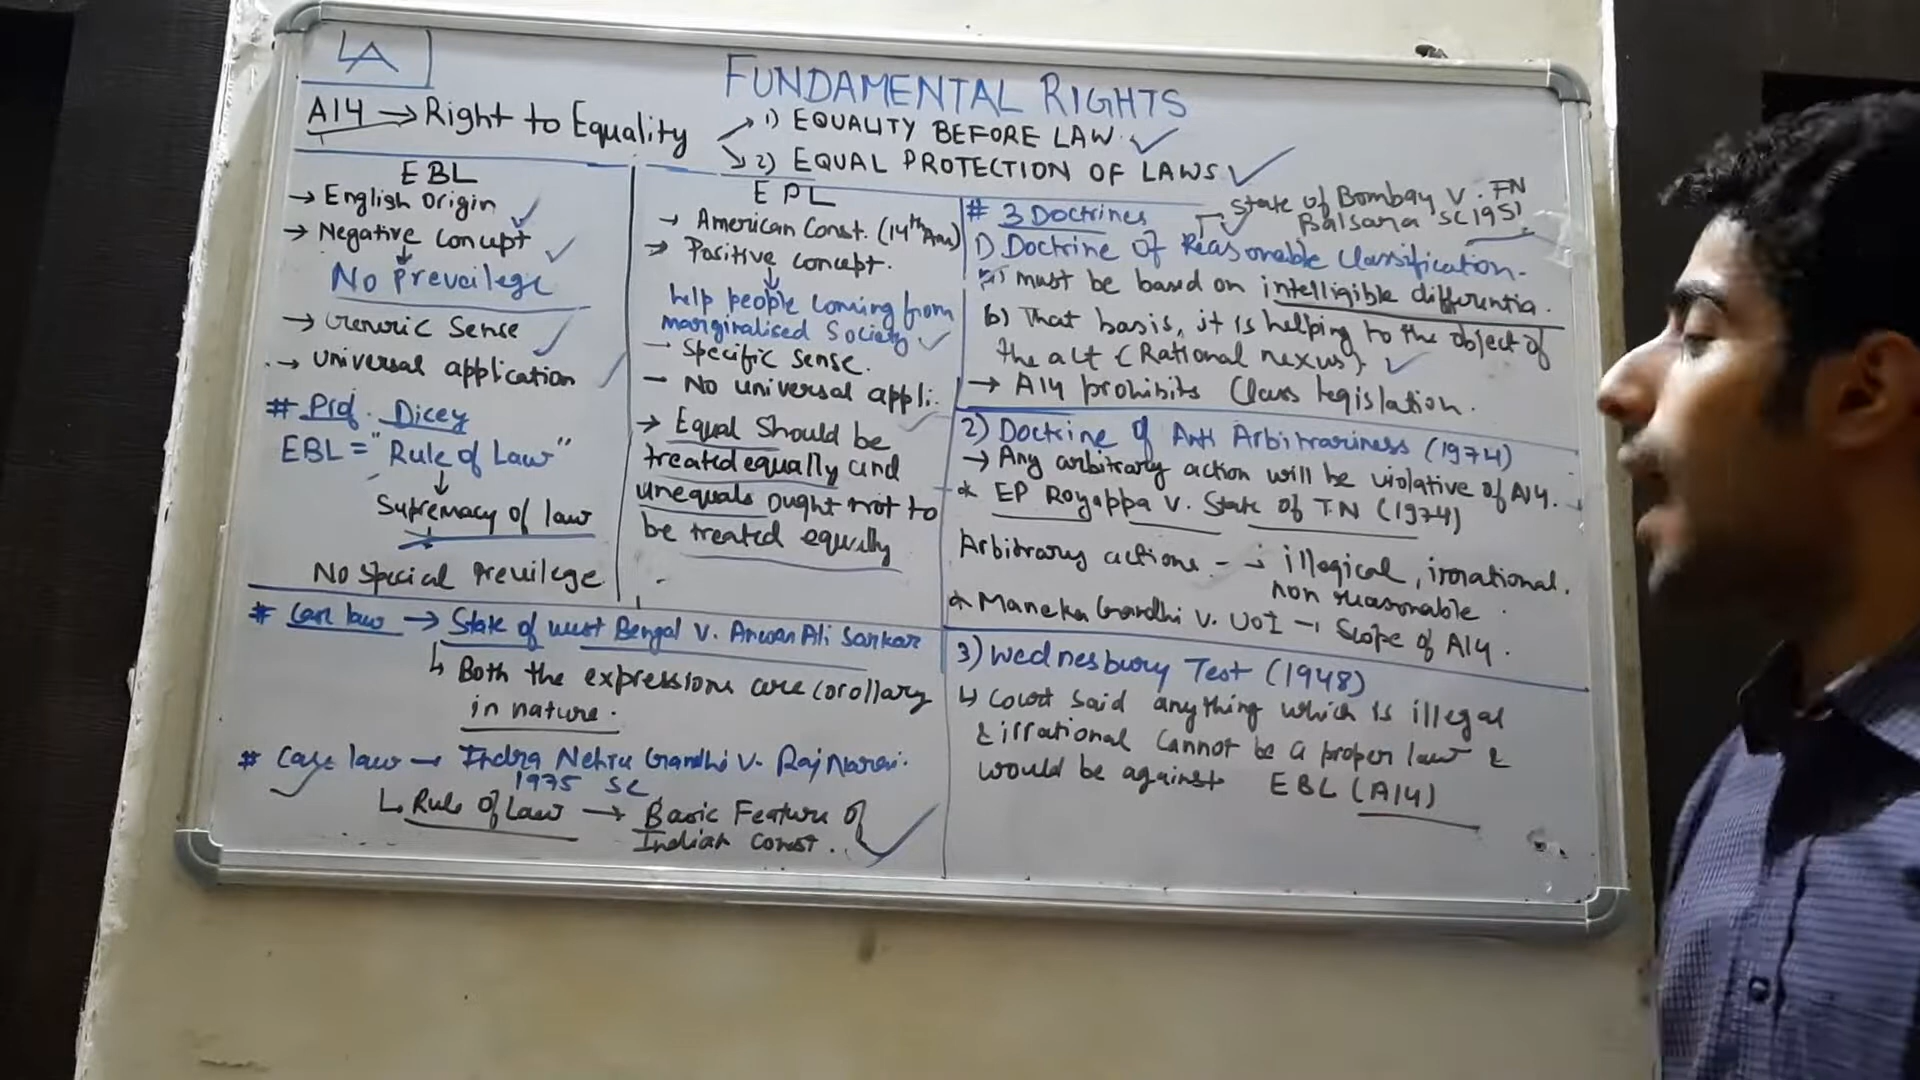 LA
FUNDAMENTAL RIGHTS
A14 → Right to Equality
1) EQUALITY BEFORE LAW.
2) EQUAL PROTECTION OF LAWS
EBL
→ English Origin
→ Negative concept
No Prevailege
→ Generic Sense
→ Universal application
# Prof. Dicey
EBL = "Rule of Law"
Supremacy of law
No Special Previlege
EPL
→ American Const. (14th Am)
→ Positive concept.
help people coming from
marginalised Society
– Specific Sense.
– No universal appli.
→ Equal Should be
treated equally and
unequals ought not to
be treated equally
# Case law → State of West Bengal V. Anwar Ali Sarkar
↳ Both the expressions are corollary
in nature.
# Case law → Indra Nehru Gandhi V. Raj Narai.
1975 SC
↳ Rule of Law → Basic Feature of
Indian Const.
# 3 Doctrines
State of Bombay V. FN
Balsara SC 1951
1) Doctrine Of Reasonable Classification.
must be based on intelligible differentia.
b) That basis, it is helping to the object of
the act (Rational nexus)
→ A14 prohibits Class legislation.
2) Doctrine of Anti Arbitrariness (1974)
→ Any arbitrary action will be violative of A14.
* EP Royappa V. State of TN (1974)
Arbitrary actions - → illogical, irrational.
non reasonable.
* Maneka Gandhi V. UOI → Scope of A14.
3) Wednesbury Test (1948)
↳ Court said anything which is illegal
& irrational cannot be a proper law &
would be against EBL (A14)